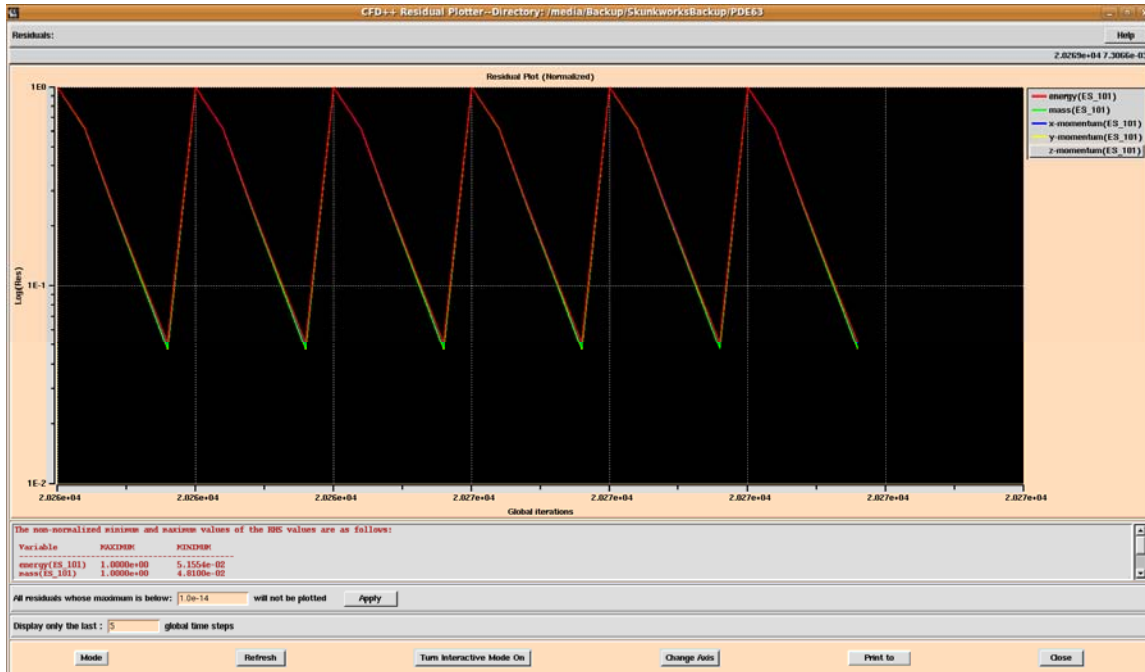 CFD++ Residual Plotter--Directory: /media/Backup/SkunkworksBackup/PDE63
Residuals:
Help
2.0269e+04 7.3066e-03
Residual Plot (Normalized)
1E0
1E-1
1E-2
Log(Res)
energy(ES_101)
mass(ES_101)
x-momentum(ES_101)
y-momentum(ES_101)
z-momentum(ES_101)
2.026e+04 2.026e+04 2.026e+04 2.027e+04 2.027e+04 2.027e+04 2.027e+04 2.027e+04
Global iterations
The non-normalized minimum and maximum values of the RHS values are as follows:
Variable MAXIMUM MINIMUM
energy(ES_101) 1.0000e+00 5.1554e-02
mass(ES_101) 1.0000e+00 4.8100e-02
All residuals whose maximum is below: 1.0e-14 will not be plotted Apply
Display only the last : 5 global time steps
Mode Refresh Turn Interactive Mode On Change Axis Print to Close